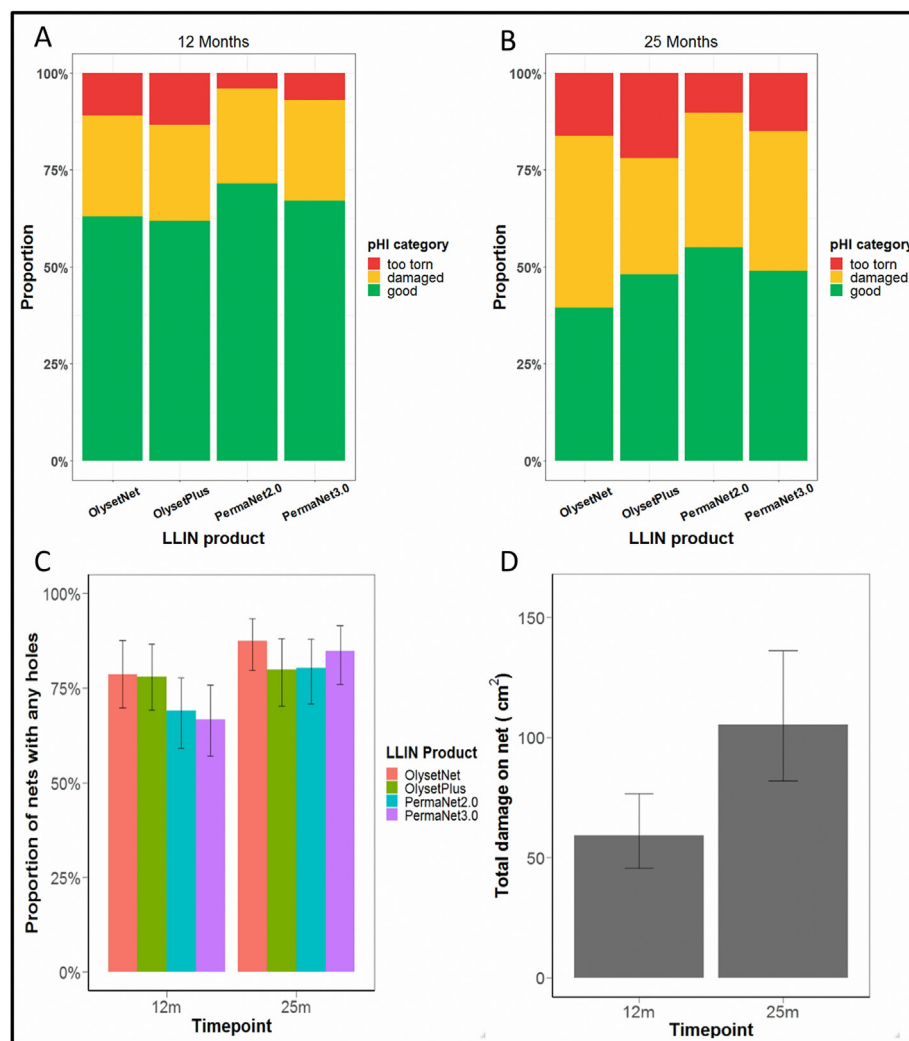 A
12 Months
100%
75%
50%
25%
0%
Proportion
OlysetNet
OlysetPlus
PermaNet2.0
PermaNet3.0
LLIN product
pHI category
too torn
damaged
good
B
25 Months
100%
75%
50%
25%
0%
Proportion
OlysetNet
OlysetPlus
PermaNet2.0
PermaNet3.0
LLIN product
pHI category
too torn
damaged
good
C
100%
75%
50%
25%
0%
Proportion of nets with any holes
12m
25m
Timepoint
LLIN Product
OlysetNet
OlysetPlus
PermaNet2.0
PermaNet3.0
D
150
100
50
0
Total damage on net ( cm²)
12m
25m
Timepoint